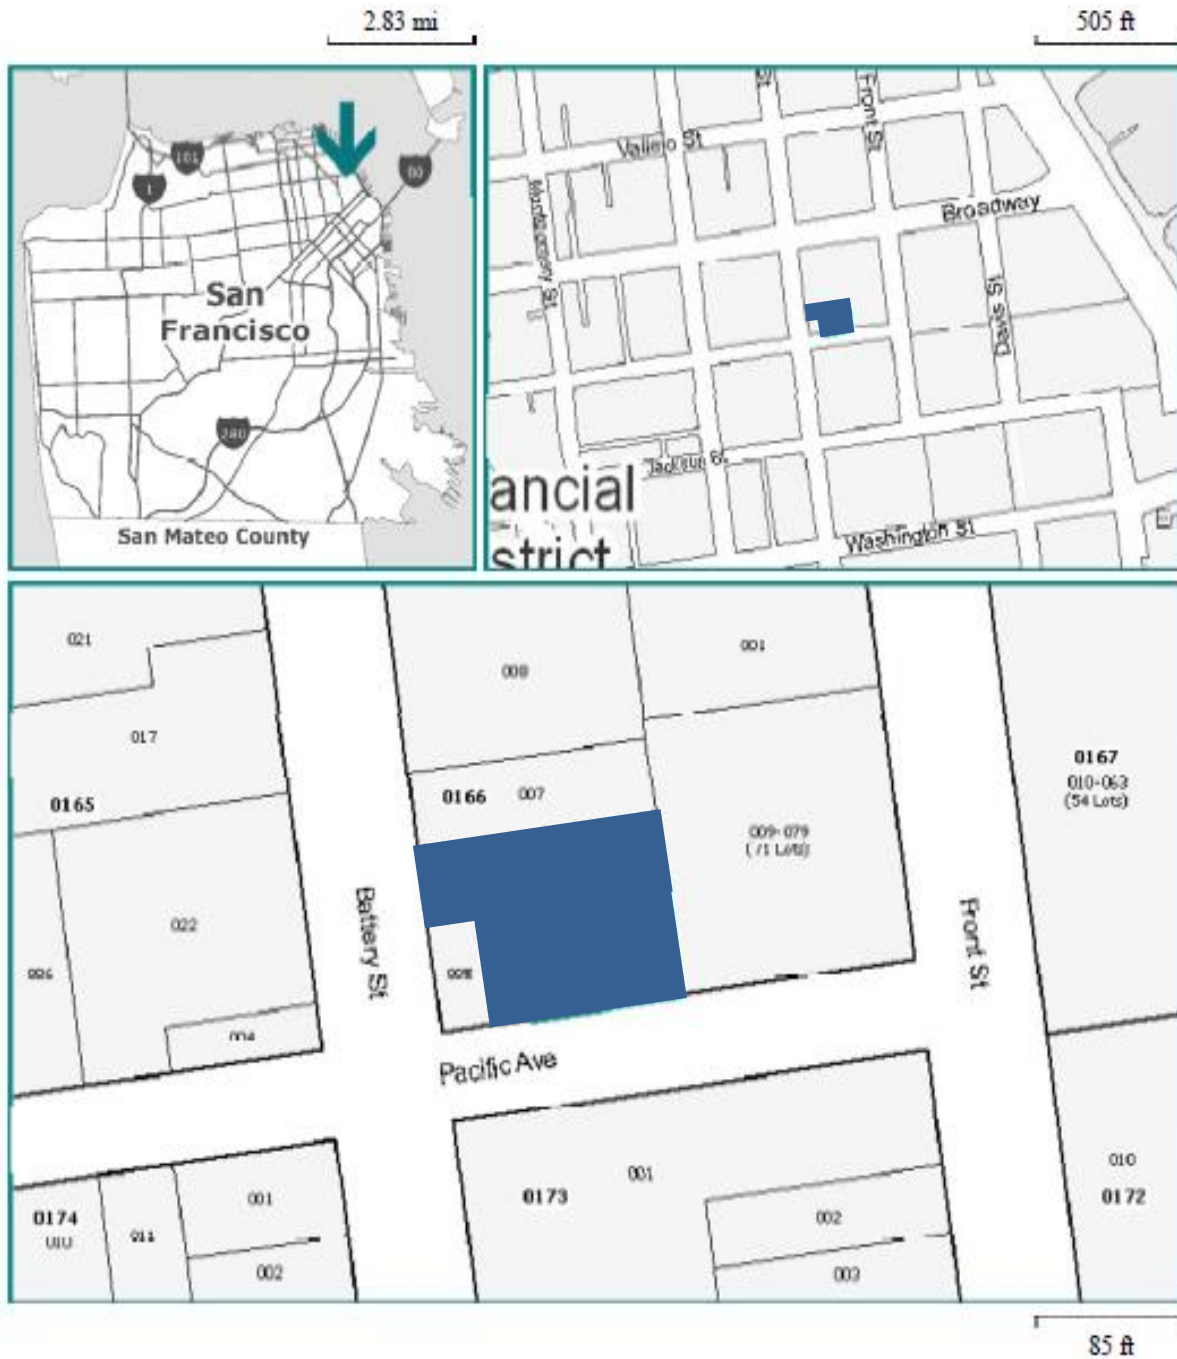 2.83 mi
505 ft
101
1
80
San
Francisco
280
San Mateo County
St
Front St
Vallejo St
Montgomery St
Broadway
Davis St
Jackson St
ancial
strict
Washington St
021
008
001
017
0165
0166
007
0167
010-063
(54 Lots)
009-079
(71 Lots)
022
Battery St
Front St
004
Pacific Ave
001
0173
010
0172
0174
010
011
001
002
002
003
85 ft